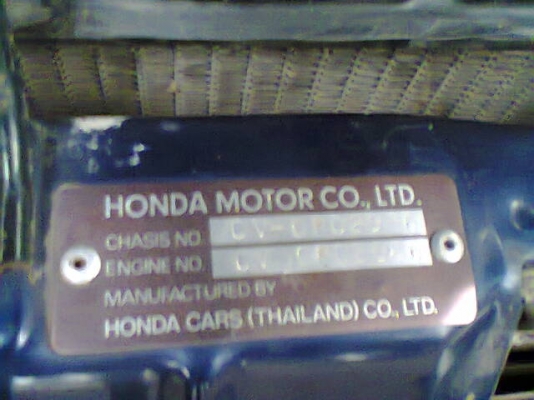 HONDA MOTOR CO., LTD.
CHASIS NO
ENGINE NO.
MANUFACTURED BY
HONDA CARS (THAILAND) CO., LTD.